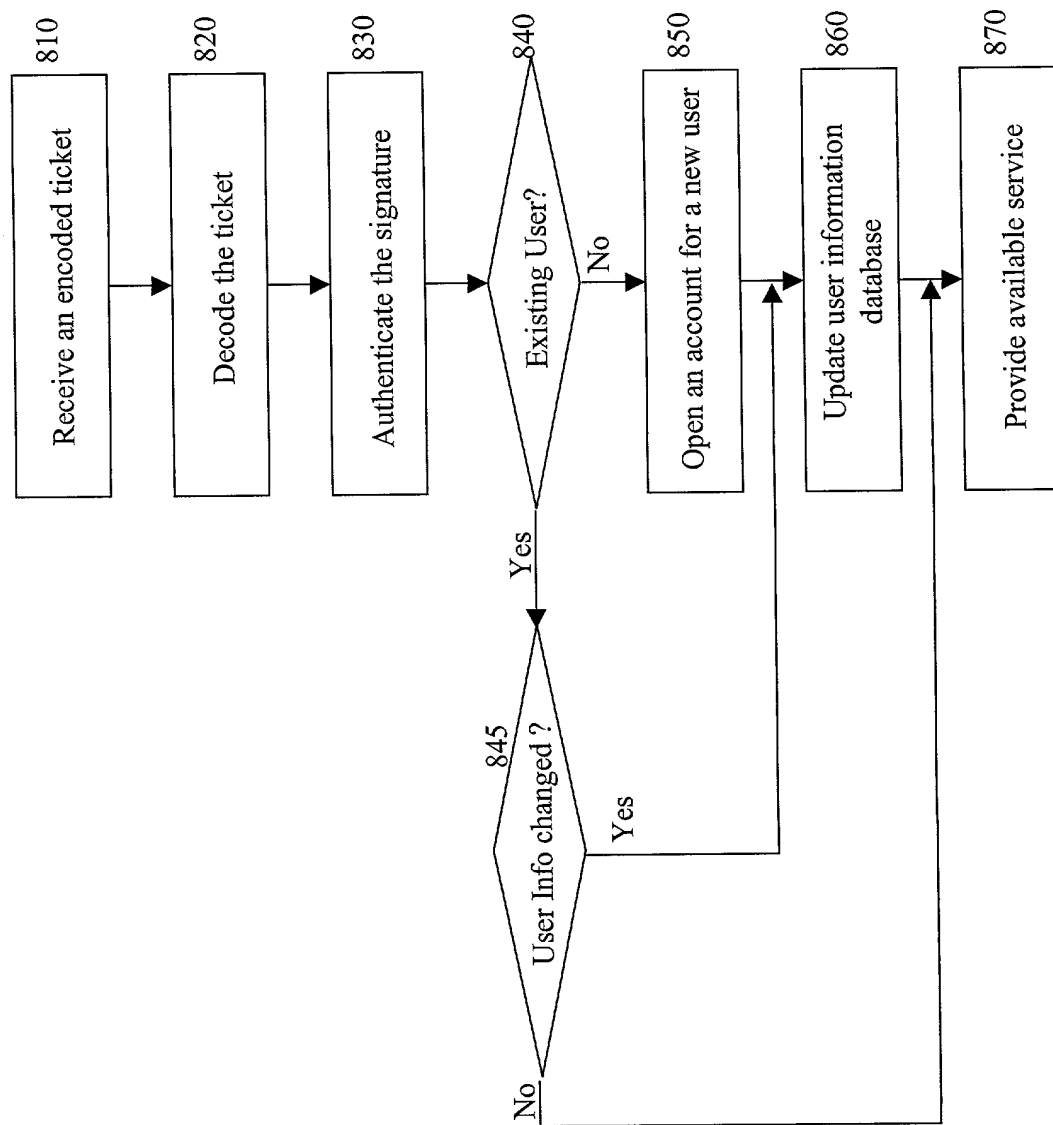 810
Receive an encoded ticket
820
Decode the ticket
830
Authenticate the signature
840
Existing User?
Yes
No
845
User Info changed ?
Yes
No
850
Open an account for a new user
860
Update user information
database
870
Provide available service